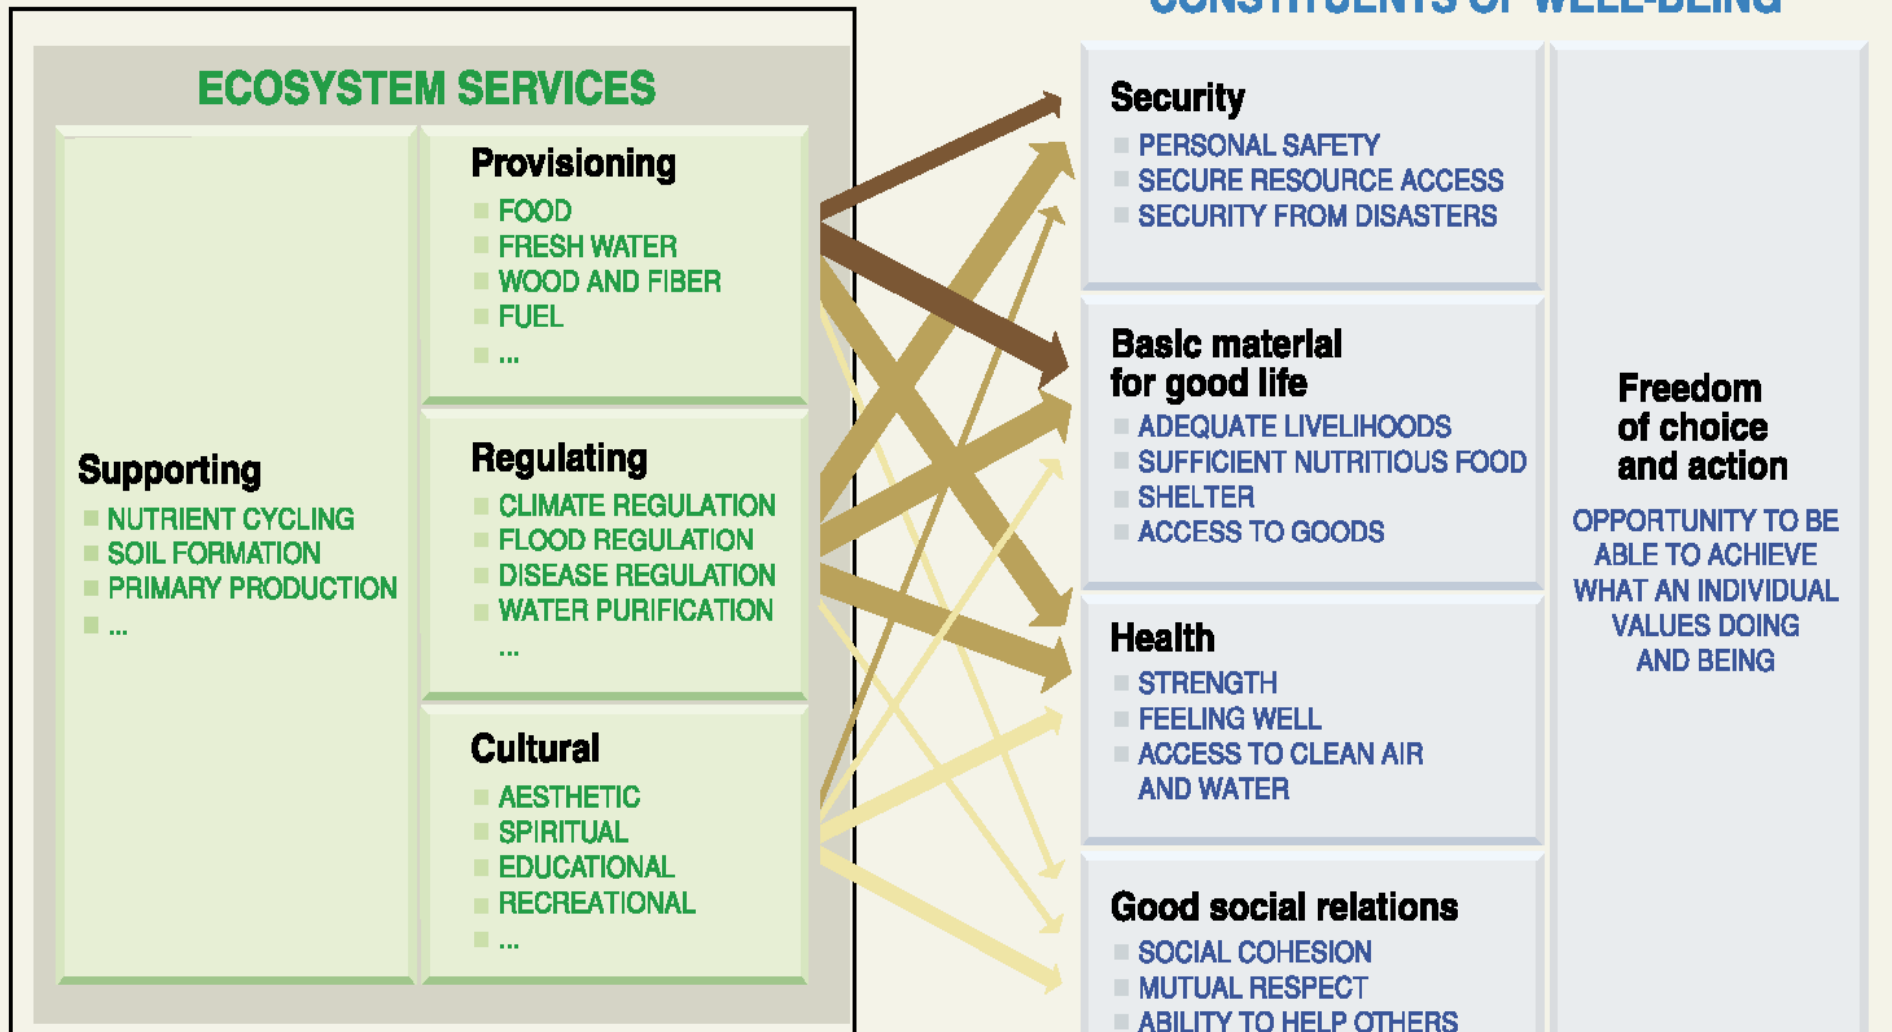 CONSTITUENTS OF WELL-BEING
ECOSYSTEM SERVICES
Supporting
NUTRIENT CYCLING
SOIL FORMATION
PRIMARY PRODUCTION
...
Provisioning
FOOD
FRESH WATER
WOOD AND FIBER
FUEL
...
Regulating
CLIMATE REGULATION
FLOOD REGULATION
DISEASE REGULATION
WATER PURIFICATION
...
Cultural
AESTHETIC
SPIRITUAL
EDUCATIONAL
RECREATIONAL
...
Security
PERSONAL SAFETY
SECURE RESOURCE ACCESS
SECURITY FROM DISASTERS
Basic material
for good life
ADEQUATE LIVELIHOODS
SUFFICIENT NUTRITIOUS FOOD
SHELTER
ACCESS TO GOODS
Health
STRENGTH
FEELING WELL
ACCESS TO CLEAN AIR
AND WATER
Good social relations
SOCIAL COHESION
MUTUAL RESPECT
ABILITY TO HELP OTHERS
Freedom
of choice
and action
OPPORTUNITY TO BE
ABLE TO ACHIEVE
WHAT AN INDIVIDUAL
VALUES DOING
AND BEING